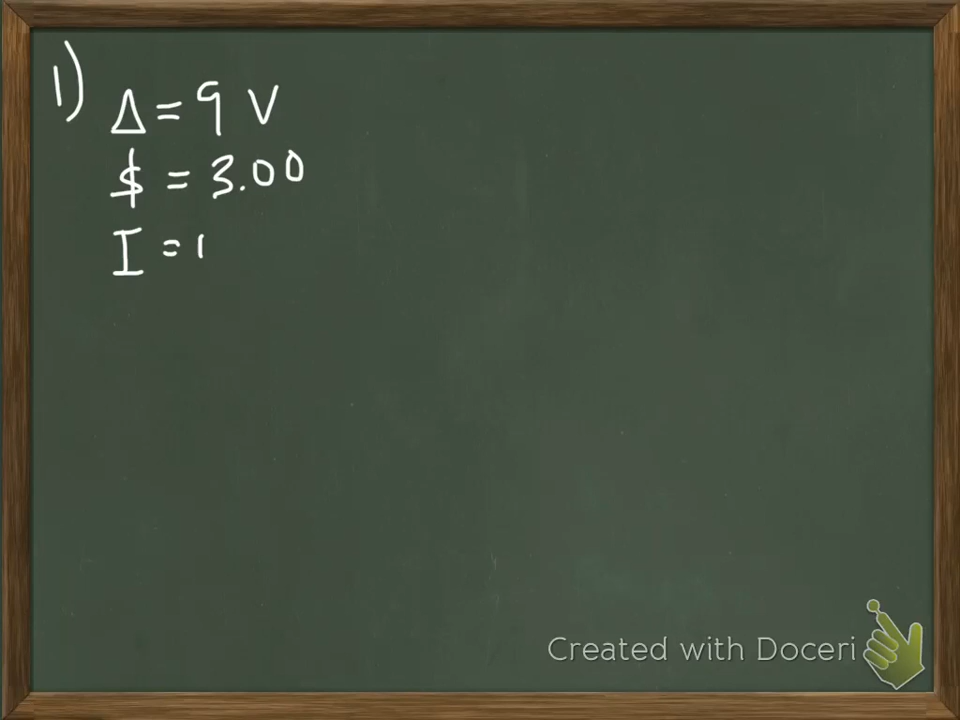 1)
Δ = 9 V
$ = 3.00
I = 1
Created with Doceri